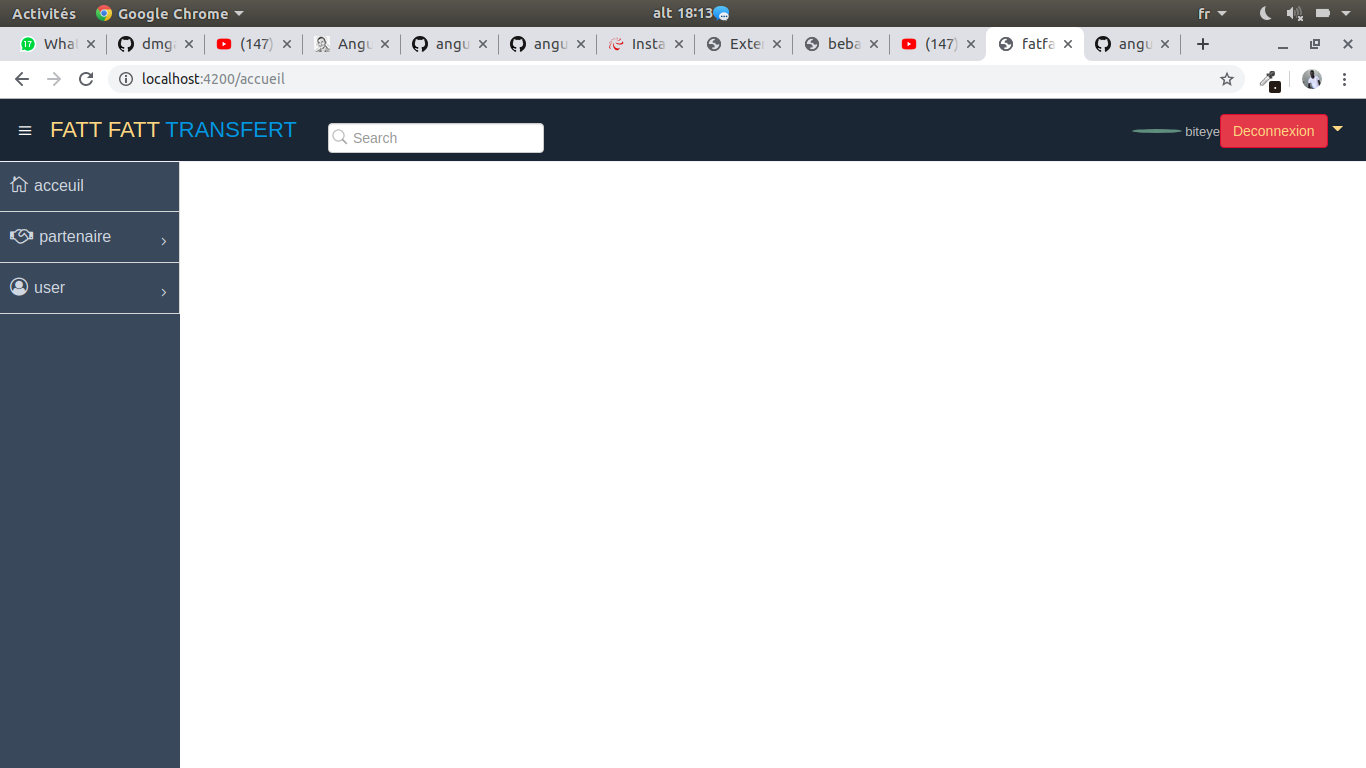 Activités Google Chrome alt 18:13 fr
17 What dmg (147) Angu angu angu Insta Exte beba (147) fatfa angu
localhost:4200/accueil
FATT FATT TRANSFERT Search biteye Deconnexion
acceuil
partenaire
user